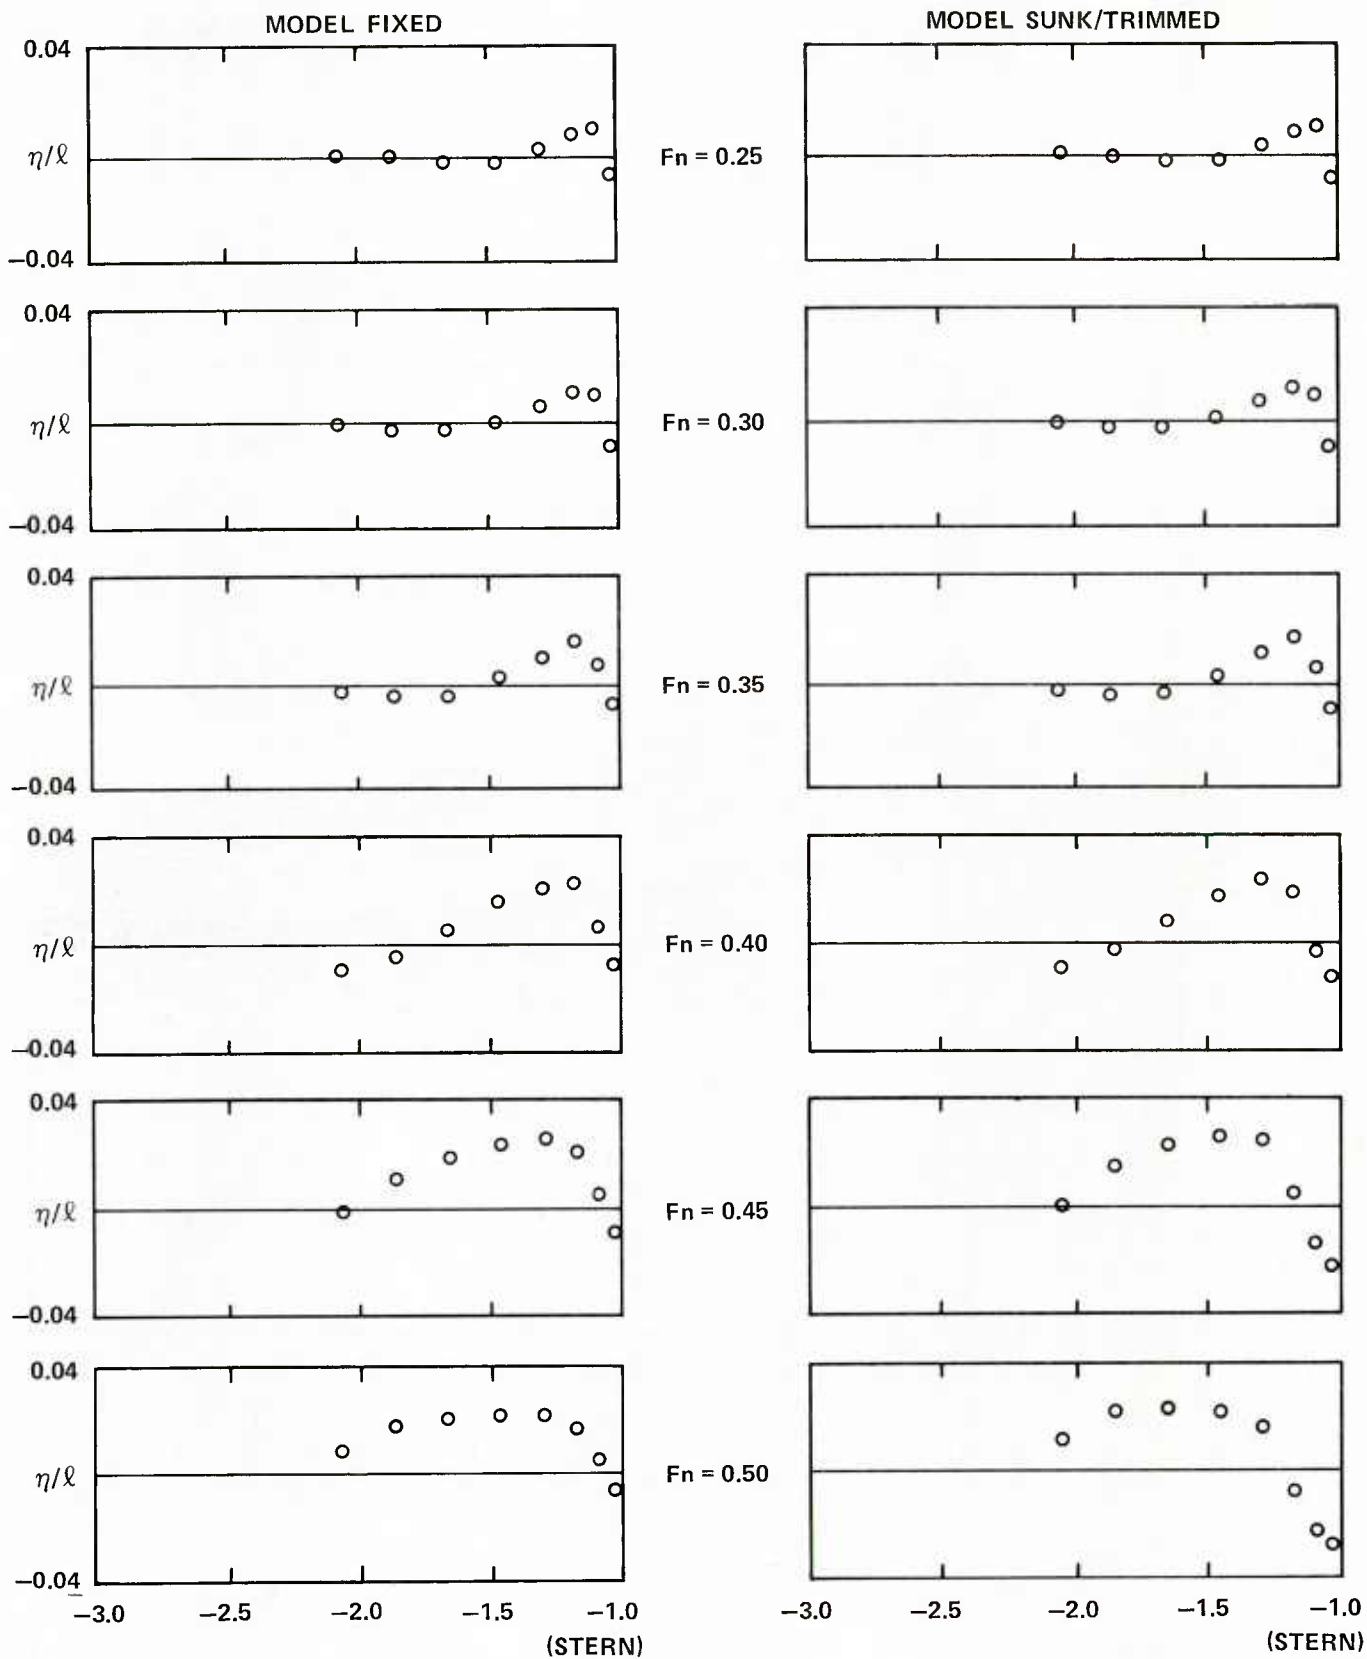 MODEL FIXED
MODEL SUNK/TRIMMED
0.04
η/ℓ
−0.04
Fn = 0.25
0.04
η/ℓ
−0.04
Fn = 0.30
0.04
η/ℓ
−0.04
Fn = 0.35
0.04
η/ℓ
−0.04
Fn = 0.40
0.04
η/ℓ
−0.04
Fn = 0.45
0.04
η/ℓ
−0.04
Fn = 0.50
−3.0 −2.5 −2.0 −1.5 −1.0
(STERN)
−3.0 −2.5 −2.0 −1.5 −1.0
(STERN)